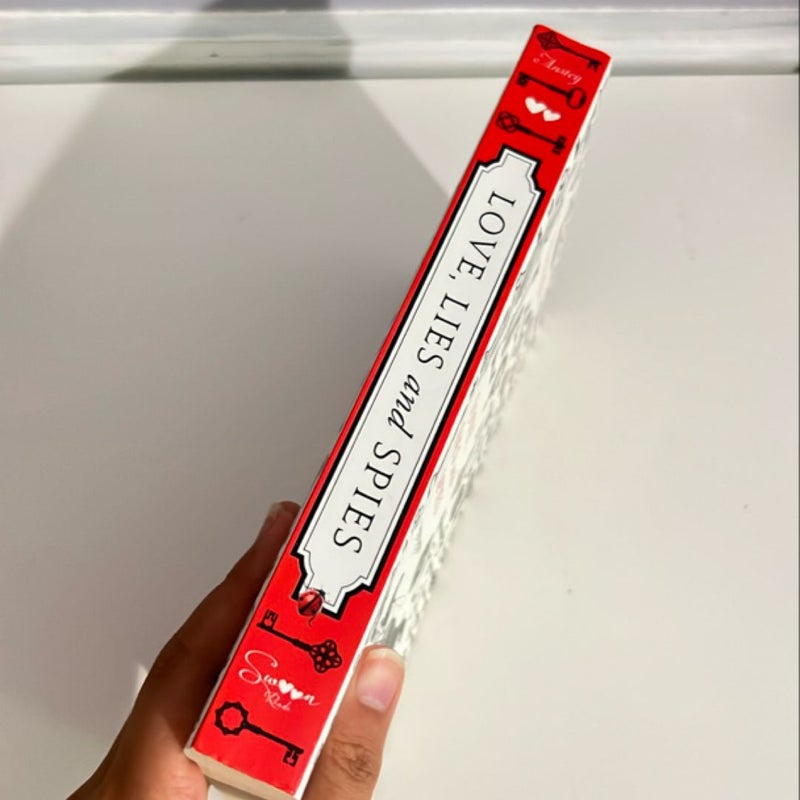 Anstey
LOVE, LIES and SPIES
Swoon
Reads